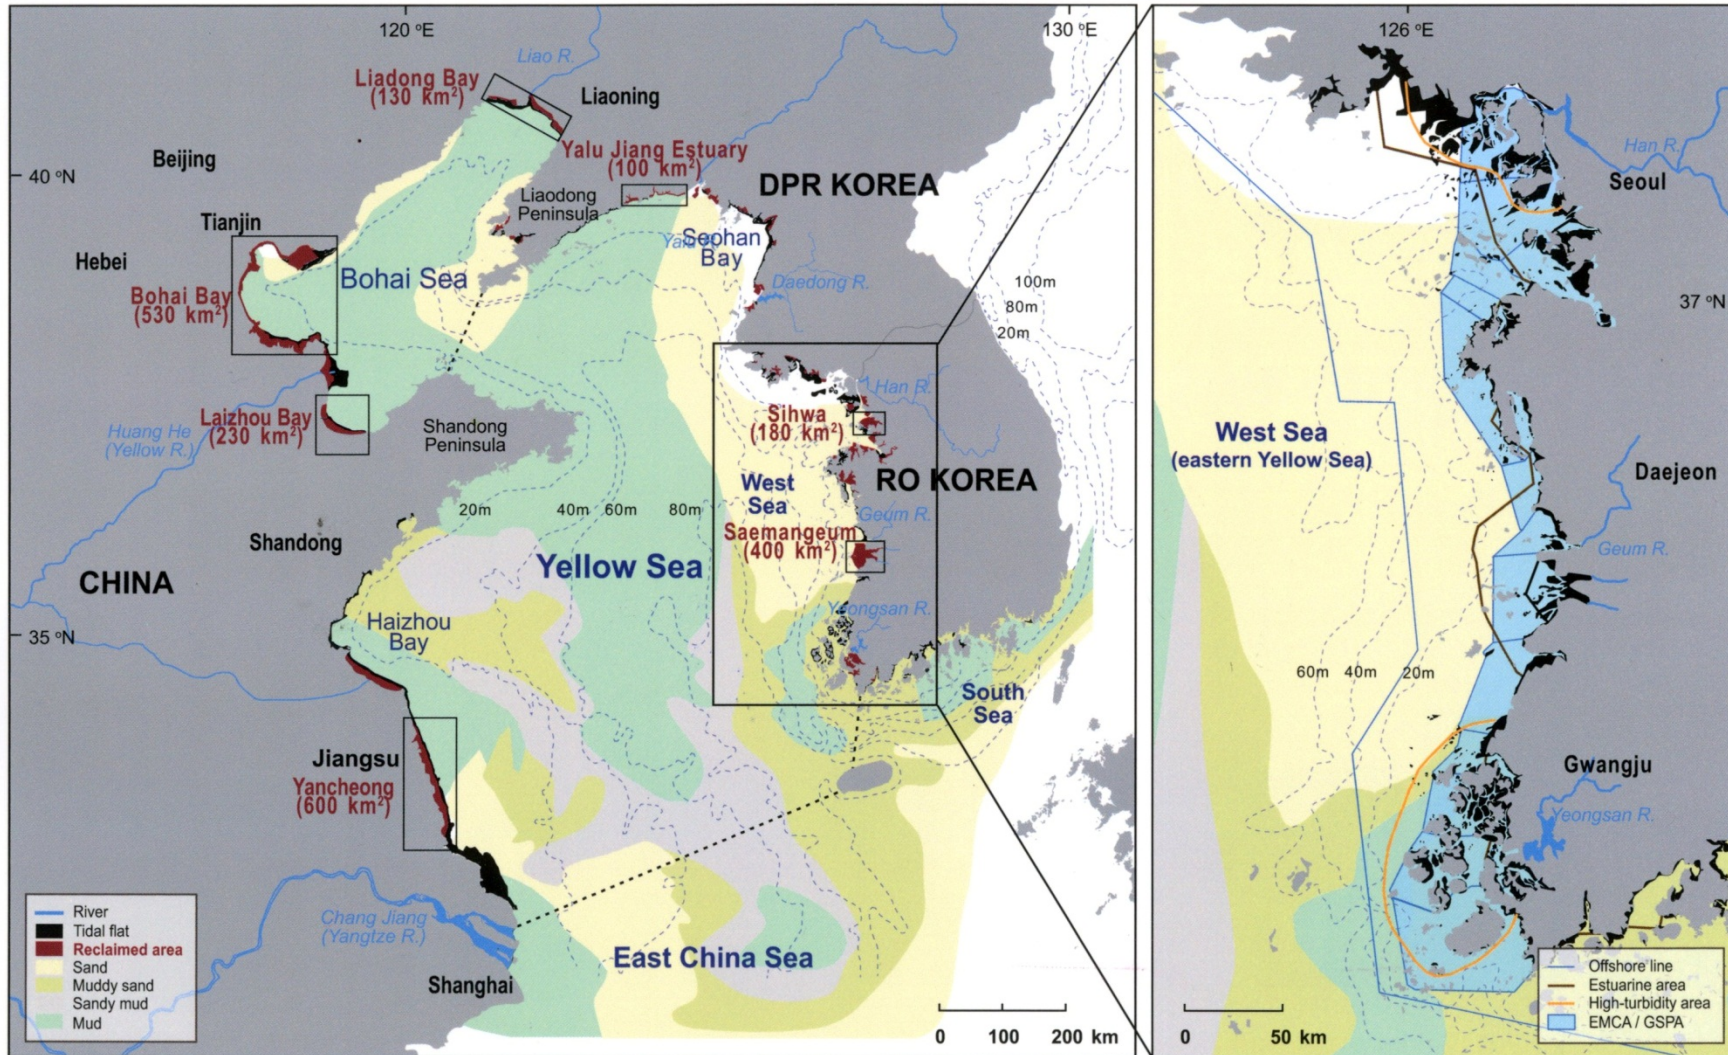 120 °E
130 °E
Liao R.
Liadong Bay
(130 km²)
Liaoning
Yalu Jiang Estuary
(100 km²)
Beijing
40 °N
DPR KOREA
Liaodong
Peninsula
Tianjin
Seohan
Bay
Hebei
Bohai Sea
Bohai Bay
(530 km²)
Daedong R.
100m
80m
20m
Han R.
Laizhou Bay
(230 km²)
Huang He
(Yellow R.)
Shandong
Peninsula
Sihwa
(180 km²)
RO KOREA
West
Sea
20m
40m
60m
80m
Geum R.
Shandong
Saemangeum
(400 km²)
Yellow Sea
CHINA
Haizhou
Bay
Yeongsan R.
35 °N
South
Sea
Jiangsu
Yancheong
(600 km²)
Chang Jiang
(Yangtze R.)
East China Sea
Shanghai
River
Tidal flat
Reclaimed area
Sand
Muddy sand
Sandy mud
Mud
0 100 200 km
126 °E
Han R.
Seoul
37 °N
West Sea
(eastern Yellow Sea)
Daejeon
Geum R.
60m
40m
20m
Gwangju
Yeongsan R.
Offshore line
Estuarine area
High-turbidity area
EMCA / GSPA
0 50 km